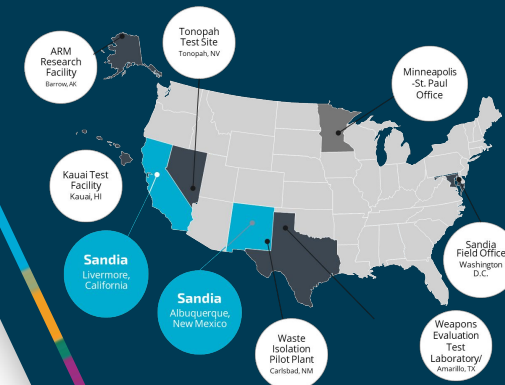 Tonopah
Test Site
Tonopah, NV
ARM
Research
Facility
Barrow, AK
Minneapolis
-St. Paul
Office
Kauai Test
Facility
Kauai, HI
Sandia
Livermore,
California
Sandia
Albuquerque,
New Mexico
Sandia
Field Office
Washington
D.C.
Waste
Isolation
Pilot Plant
Carlsbad, NM
Weapons
Evaluation
Test
Laboratory/
Amarillo, TX